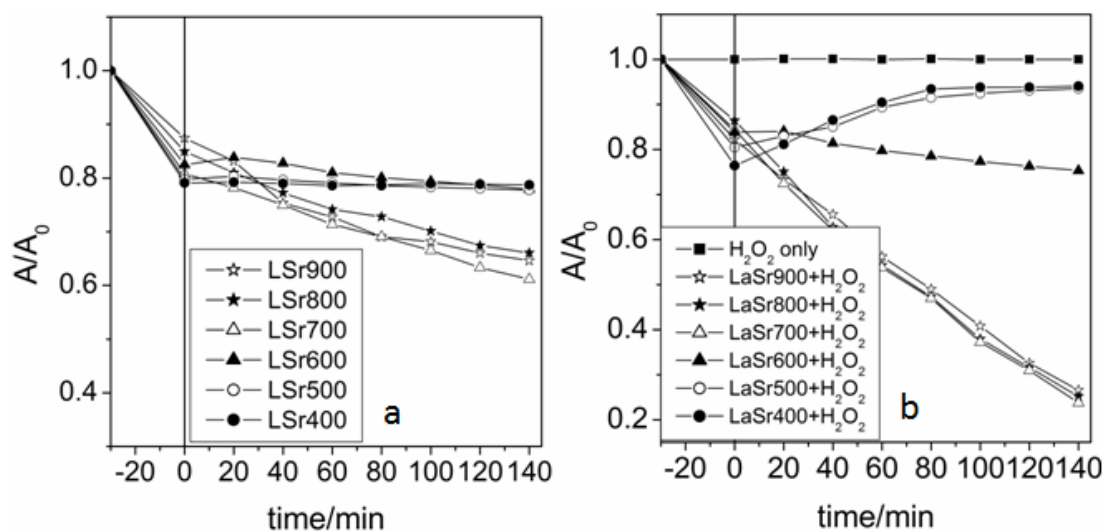 1.0
0.8
0.6
0.4
A/A₀
LSr900
LSr800
LSr700
LSr600
LSr500
LSr400
a
-20 0 20 40 60 80 100 120 140
time/min
1.0
0.8
0.6
0.4
0.2
A/A₀
H₂O₂ only
LaSr900+H₂O₂
LaSr800+H₂O₂
LaSr700+H₂O₂
LaSr600+H₂O₂
LaSr500+H₂O₂
LaSr400+H₂O₂
b
-20 0 20 40 60 80 100 120 140
time/min